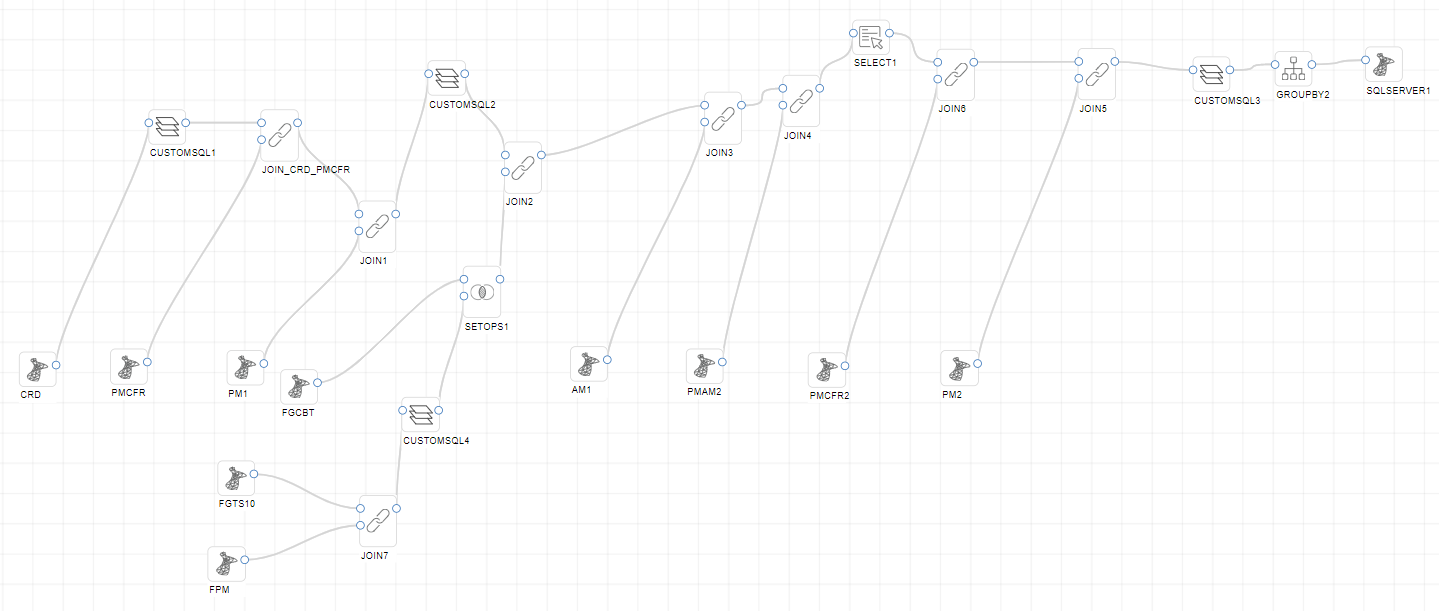 SELECT1
SQLSERVER1
GROUPBY2
CUSTOMSQL3
CUSTOMSQL2
JOIN6
JOIN5
JOIN4
CUSTOMSQL1
JOIN3
JOIN_CRD_PMCFR
JOIN2
JOIN1
SETOPS1
CRD
PMCFR
PM1
FGCBT
AM1
PMAM2
PMCFR2
PM2
CUSTOMSQL4
FGTS10
JOIN7
FPM